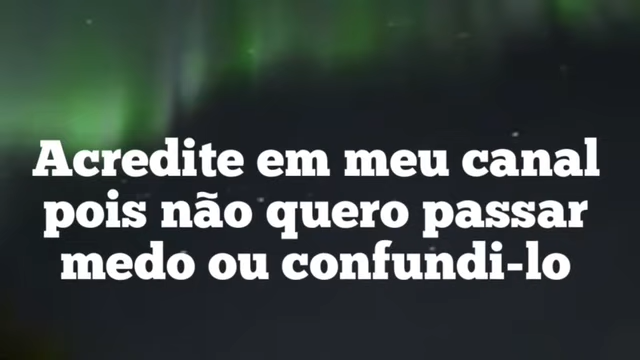 Acredite em meu canal
pois não quero passar
medo ou confundi-lo